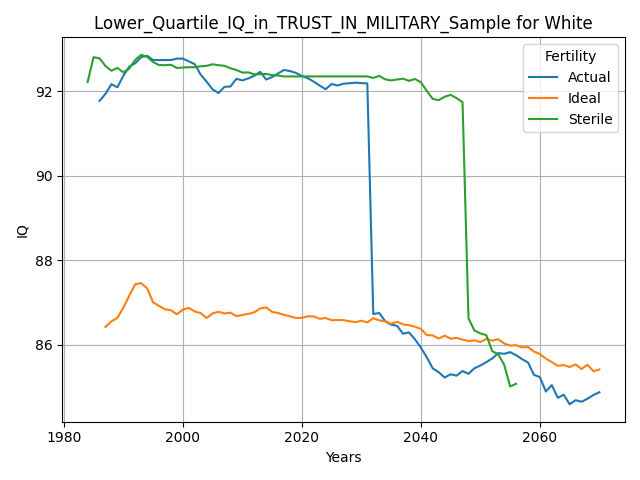 Lower_Quartile_IQ_in_TRUST_IN_MILITARY_Sample for White
Fertility
Actual
Ideal
Sterile
IQ
92
90
88
86
1980
2000
2020
2040
2060
Years